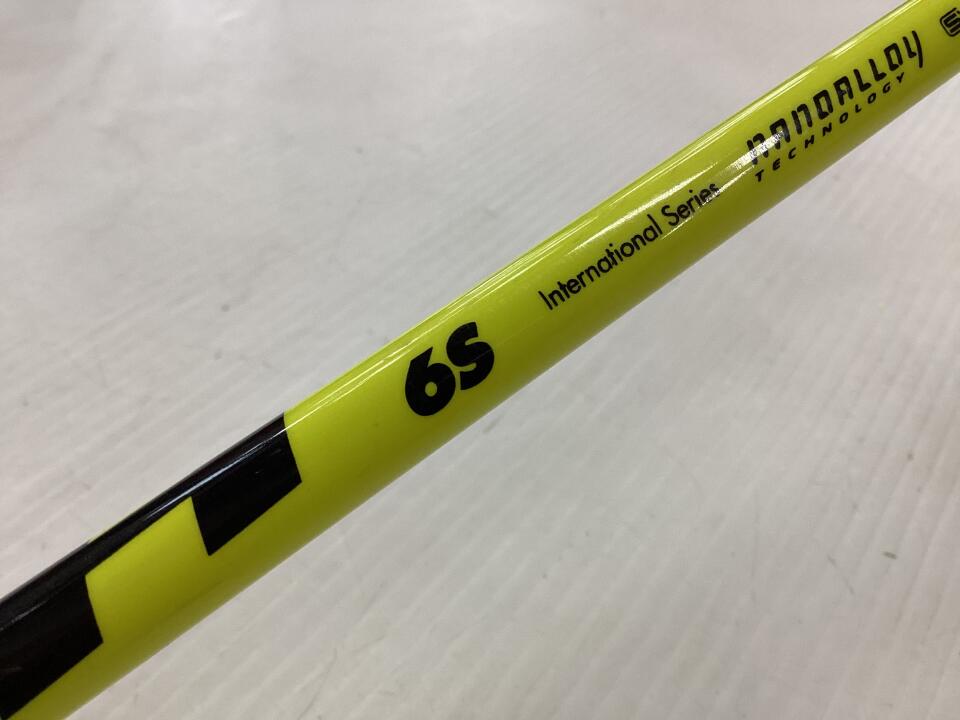 6S
International Series
NANOALLOY
TECHNOLOGY